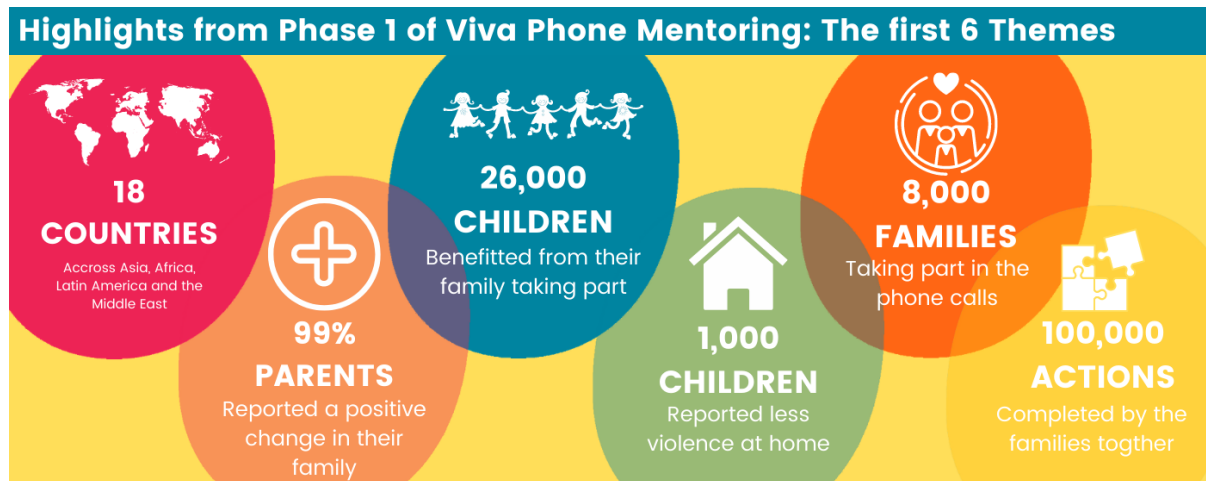 Highlights from Phase 1 of Viva Phone Mentoring: The first 6 Themes
18
COUNTRIES
Accross Asia, Africa,
Latin America and the
Middle East
99%
PARENTS
Reported a positive
change in their
family
26,000
CHILDREN
Benefitted from their
family taking part
1,000
CHILDREN
Reported less
violence at home
8,000
FAMILIES
Taking part in the
phone calls
100,000
ACTIONS
Completed by the
families togther